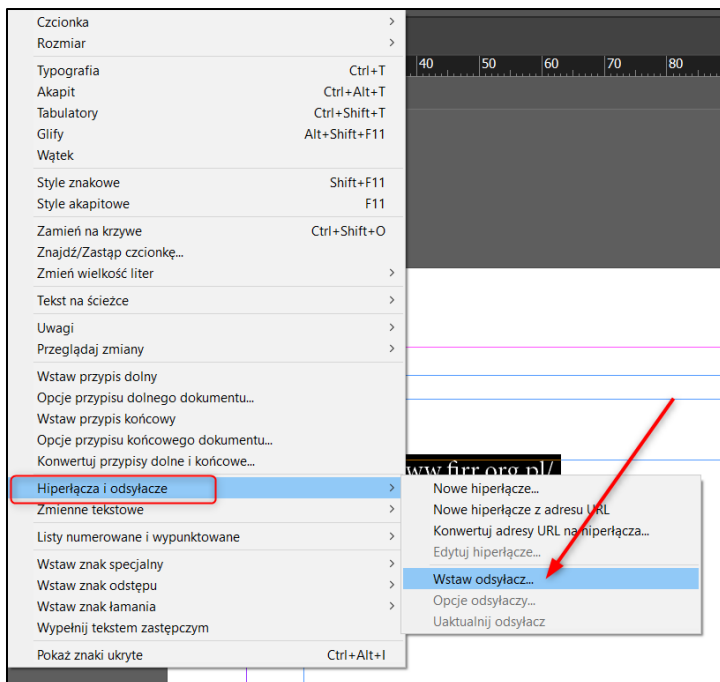 Czcionka
Rozmiar
Typografia Ctrl+T
Akapit Ctrl+Alt+T
Tabulatory Ctrl+Shift+T
Glify Alt+Shift+F11
Wątek
Style znakowe Shift+F11
Style akapitowe F11
Zamień na krzywe Ctrl+Shift+O
Znajdź/Zastąp czcionkę...
Zmień wielkość liter
Tekst na ścieżce
Uwagi
Przeglądaj zmiany
Wstaw przypis dolny
Opcje przypisu dolnego dokumentu...
Wstaw przypis końcowy
Opcje przypisu końcowego dokumentu...
Konwertuj przypisy dolne i końcowe...
Hiperłącza i odsyłacze
Zmienne tekstowe
Listy numerowane i wypunktowane
Wstaw znak specjalny
Wstaw znak odstępu
Wstaw znak łamania
Wypełnij tekstem zastępczym
Pokaż znaki ukryte Ctrl+Alt+I
40 50 60 70 80
ww.firr.org.pl/
Nowe hiperłącze...
Nowe hiperłącze z adresu URL
Konwertuj adresy URL na hiperłącza...
Edytuj hiperłącze...
Wstaw odsyłacz...
Opcje odsyłaczy...
Uaktualnij odsyłacz